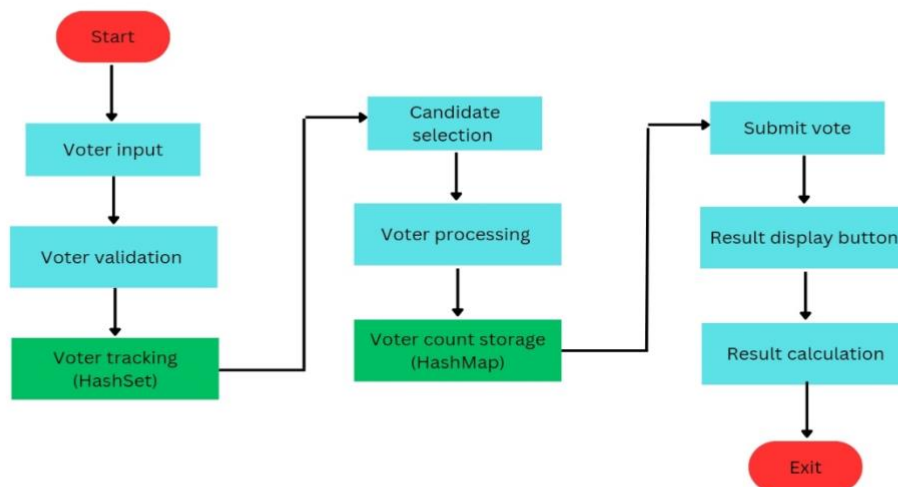 Start
Voter input
Voter validation
Voter tracking
(HashSet)
Candidate
selection
Voter processing
Voter count storage
(HashMap)
Submit vote
Result display button
Result calculation
Exit